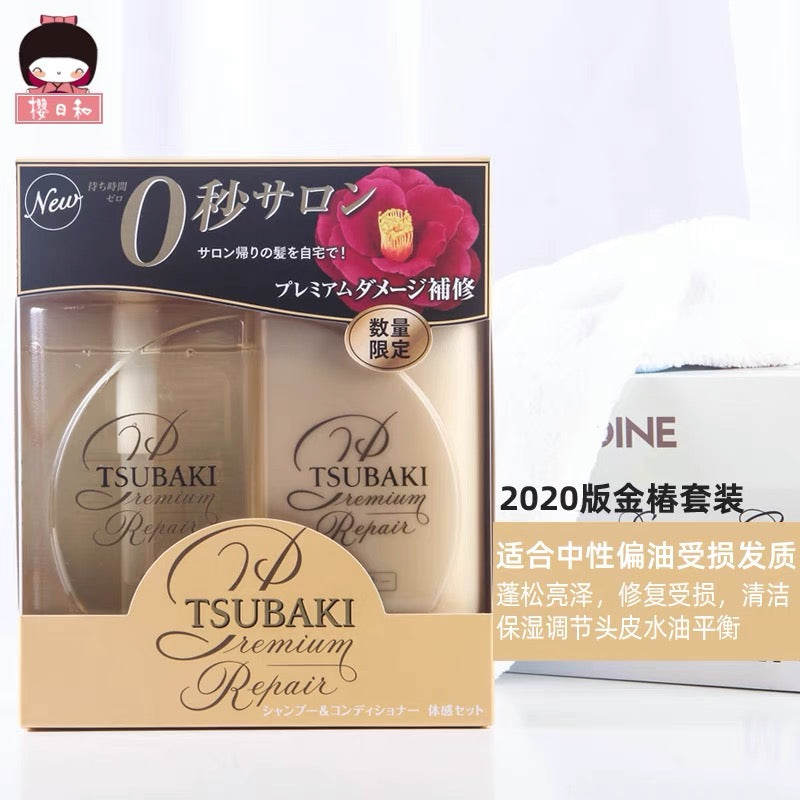 櫻日和
New
待ち時間
ゼロ
0秒サロン
サロン帰りの髪を自宅で!
プレミアムダメージ補修
数量
限定
TSUBAKI
Premium
Repair
TSUBAKI
Premium
Repair
TSUBAKI
Premium
Repair
シャンプー&コンディショナー 体感セット
2020版金椿套装
适合中性偏油受损发质
蓬松亮泽，修复受损，清洁
保湿调节头皮水油平衡